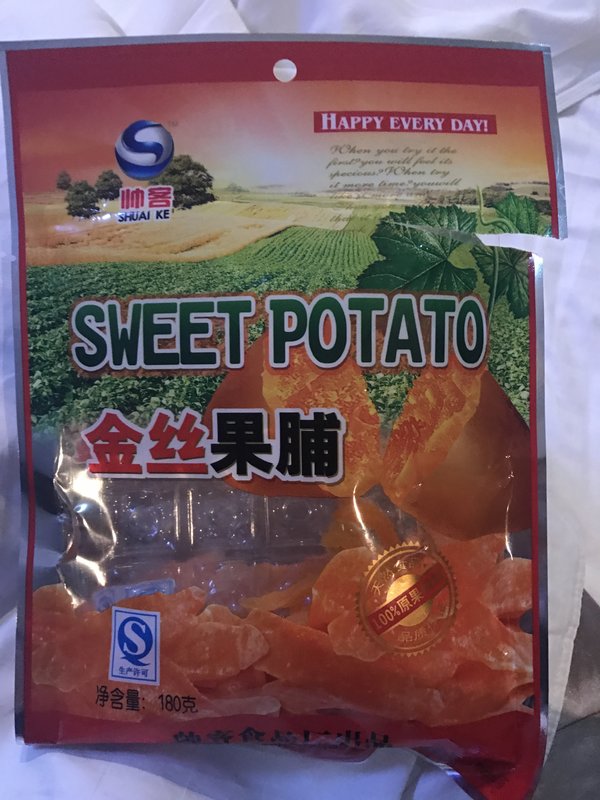 HAPPY EVERY DAY!
When you try it the
first?you will feel its
specious?When try
it more time?youwill
TM
S
帅客
SHUAI KE
SWEET POTATO
金丝果脯
100%原果
生产许可
净含量: 180克